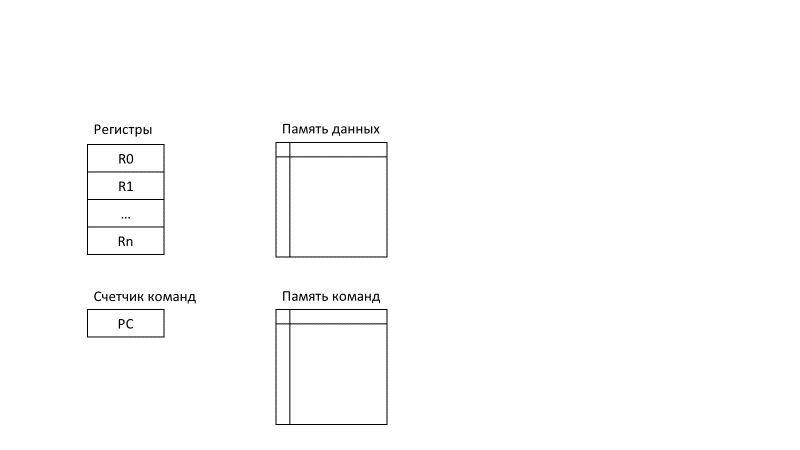 Регистры
R0
R1
...
Rn
Память данных
Счетчик команд
PC
Память команд